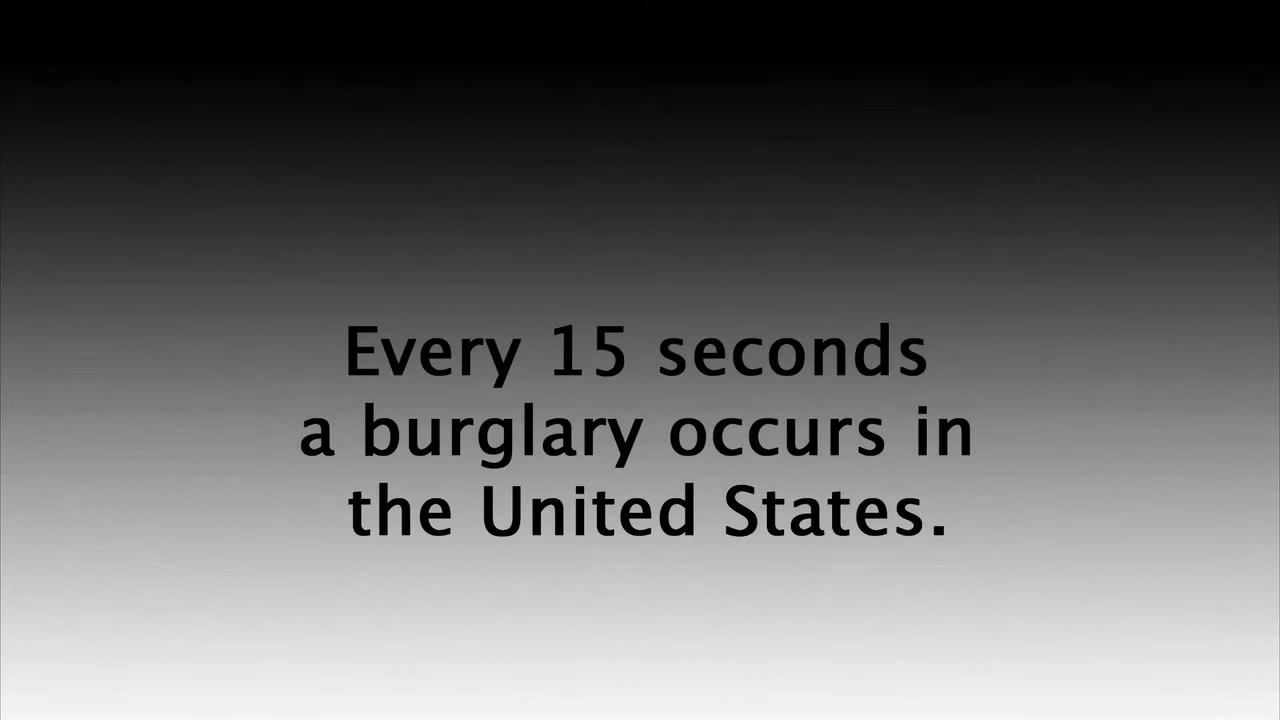 Every 15 seconds
a burglary occurs in
the United States.